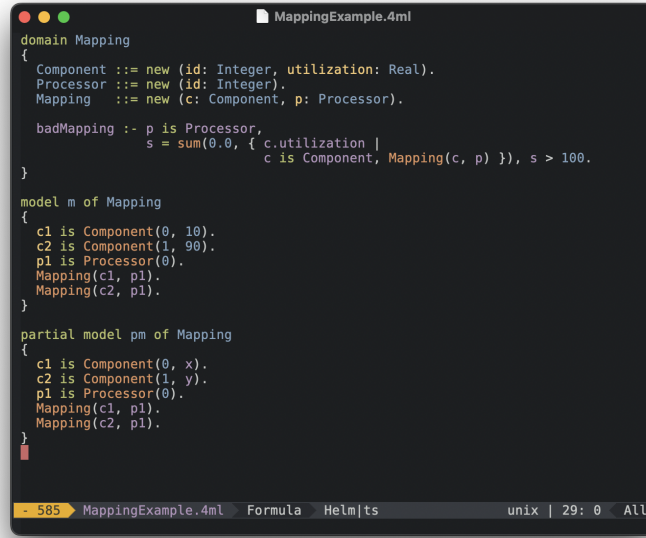 MappingExample.4ml
domain Mapping
{
  Component ::= new (id: Integer, utilization: Real).
  Processor ::= new (id: Integer).
  Mapping   ::= new (c: Component, p: Processor).

  badMapping :- p is Processor,
                s = sum(0.0, { c.utilization |
                               c is Component, Mapping(c, p) }), s > 100.
}

model m of Mapping
{
  c1 is Component(0, 10).
  c2 is Component(1, 90).
  p1 is Processor(0).
  Mapping(c1, p1).
  Mapping(c2, p1).
}

partial model pm of Mapping
{
  c1 is Component(0, x).
  c2 is Component(1, y).
  p1 is Processor(0).
  Mapping(c1, p1).
  Mapping(c2, p1).
}
- 585 MappingExample.4ml Formula Helm|ts unix | 29: 0 All